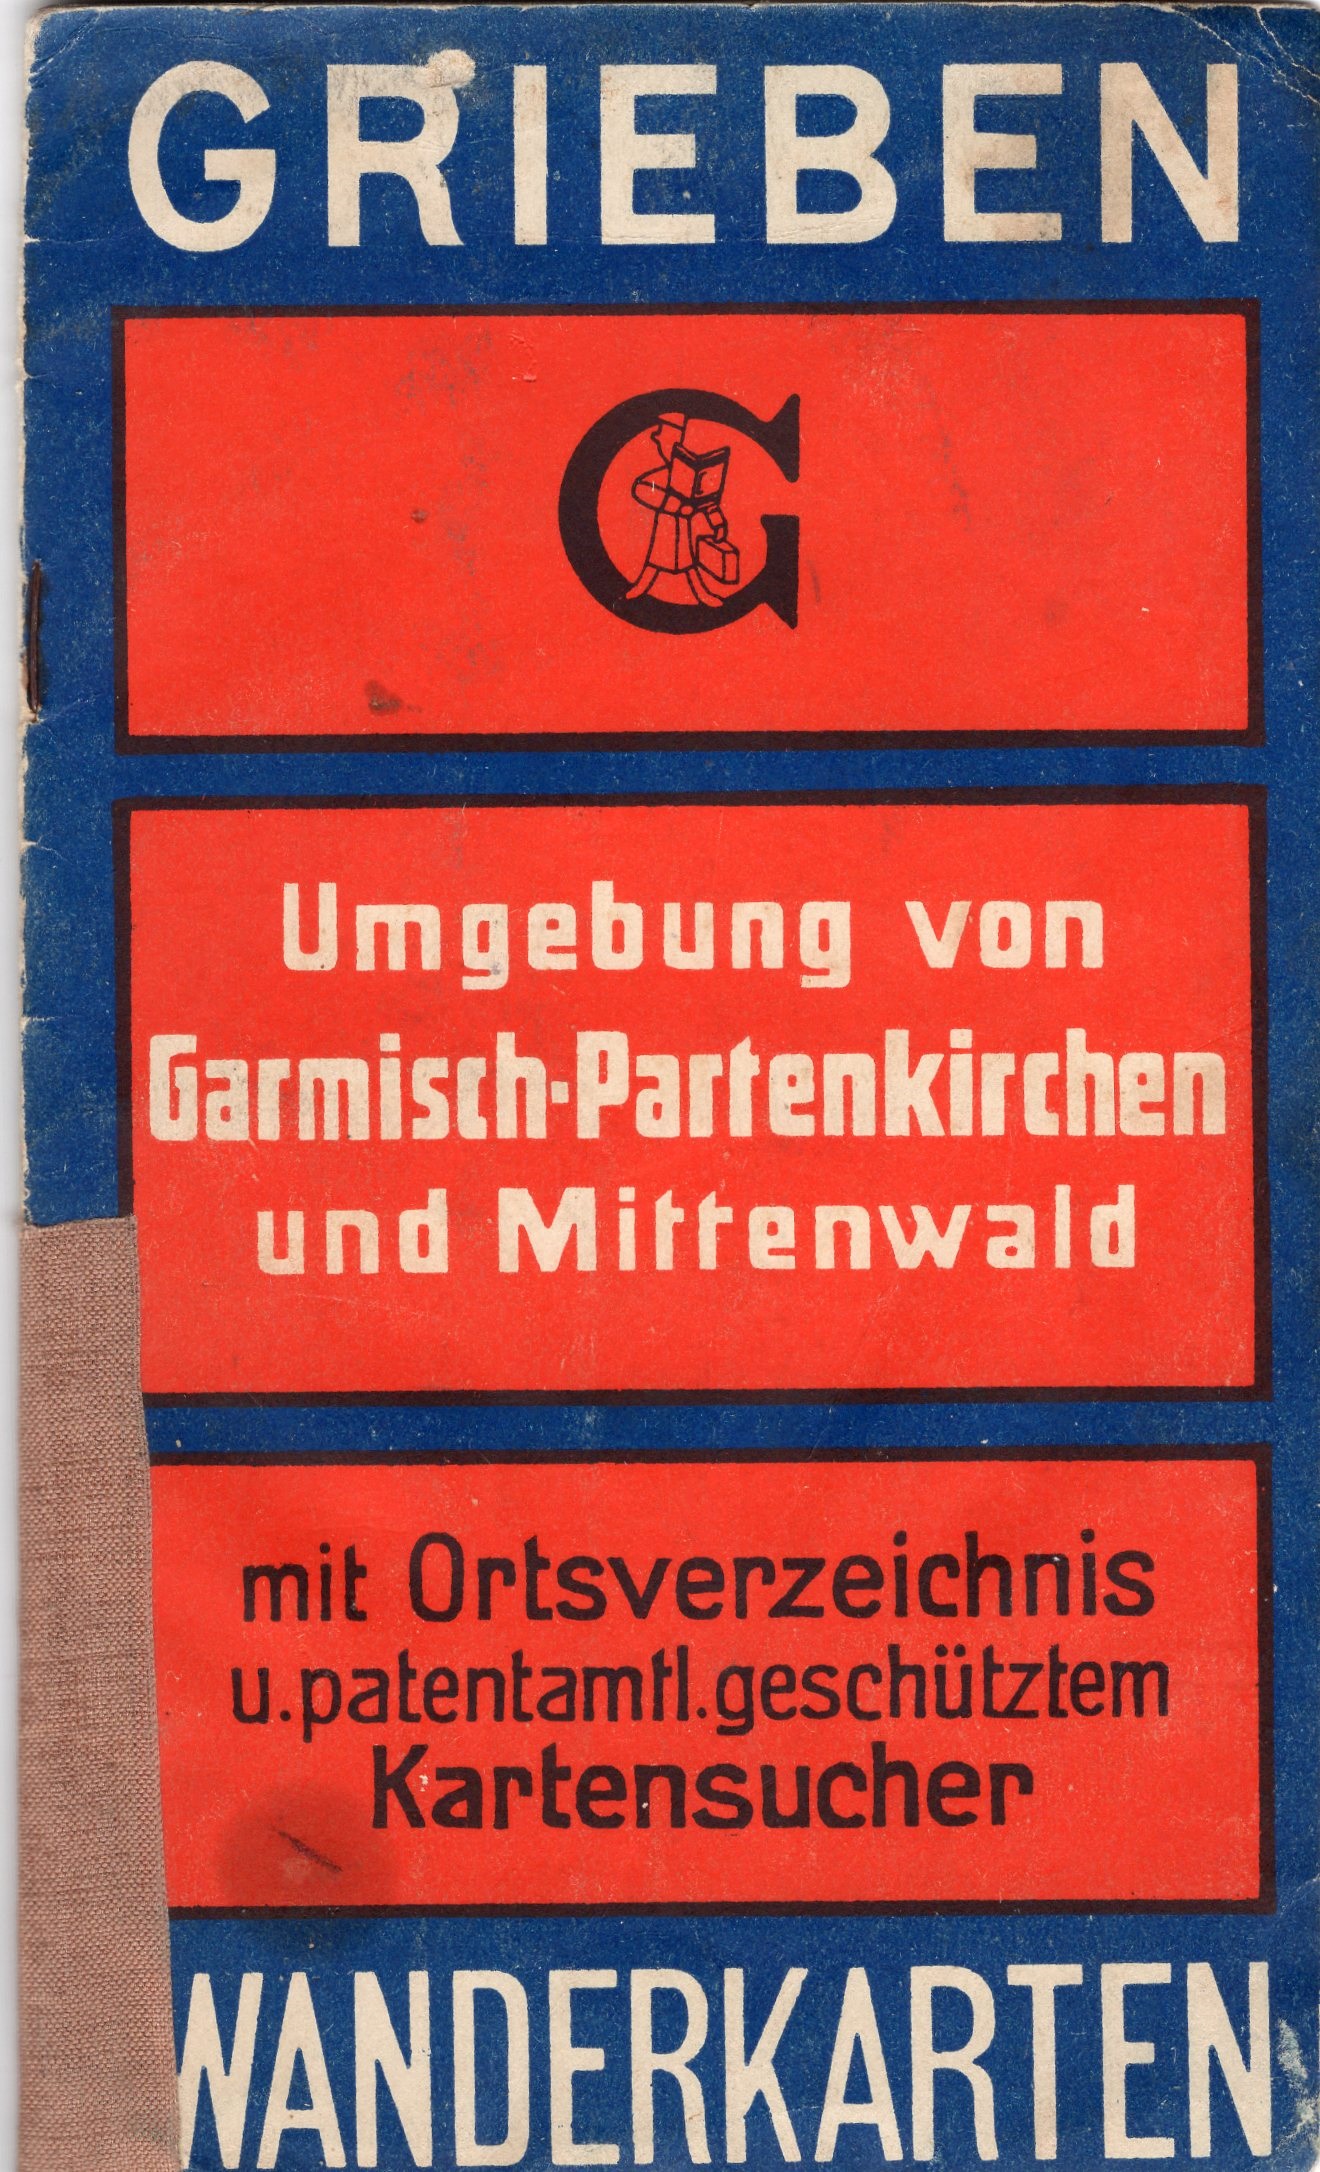 GRIEBEN
G
Umgebung von
Garmisch-Partenkirchen
und Mittenwald
mit Ortsverzeichnis
u. patentamtl. geschütztem
Kartensucher
WANDERKARTEN